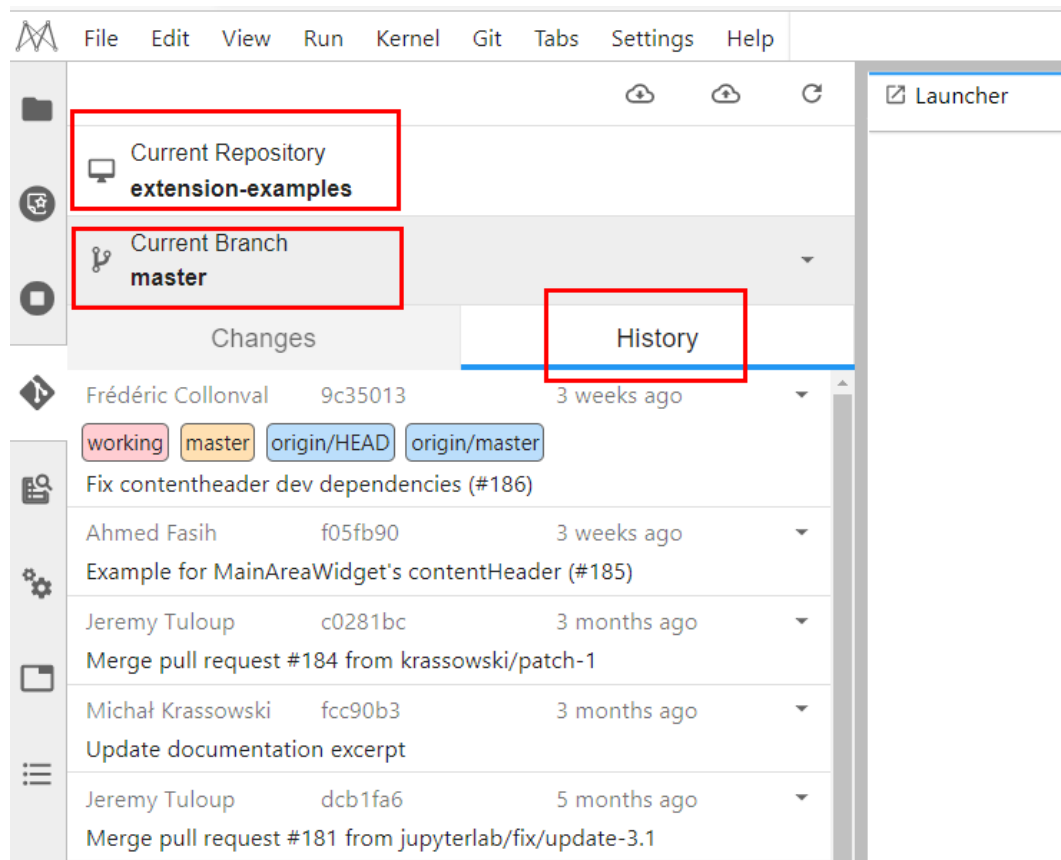 File Edit View Run Kernel Git Tabs Settings Help
Launcher
Current Repository
extension-examples
Current Branch
master
Changes History
Frédéric Collonval 9c35013 3 weeks ago
working master origin/HEAD origin/master
Fix contentheader dev dependencies (#186)
Ahmed Fasih f05fb90 3 weeks ago
Example for MainAreaWidget's contentHeader (#185)
Jeremy Tuloup c0281bc 3 months ago
Merge pull request #184 from krassowski/patch-1
Michał Krassowski fcc90b3 3 months ago
Update documentation excerpt
Jeremy Tuloup dcb1fa6 5 months ago
Merge pull request #181 from jupyterlab/fix/update-3.1